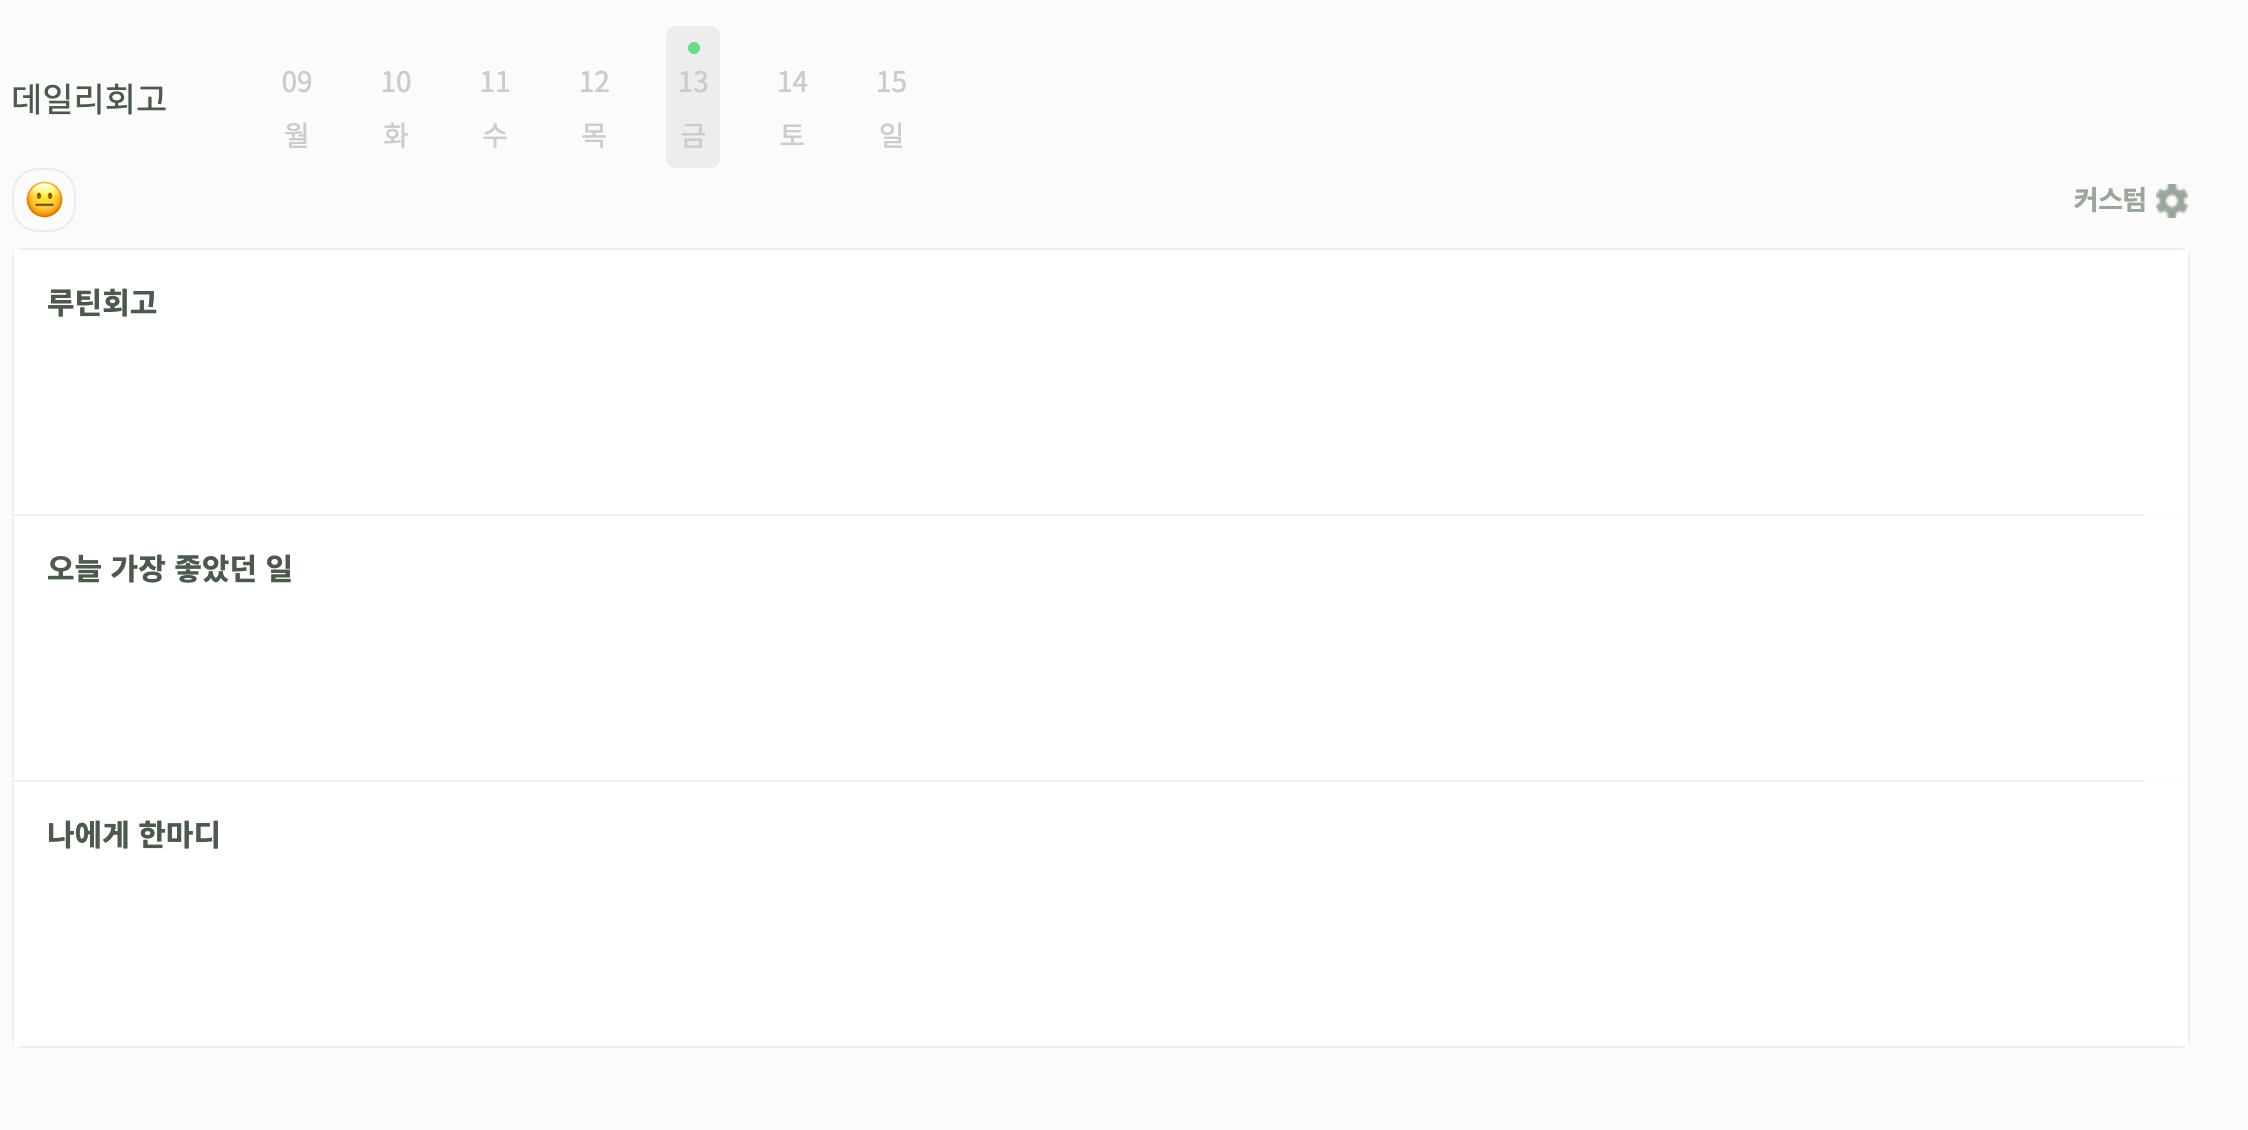 데일리회고
09 10 11 12 13 14 15
월 화 수 목 금 토 일
커스텀
루틴회고
오늘 가장 좋았던 일
나에게 한마디